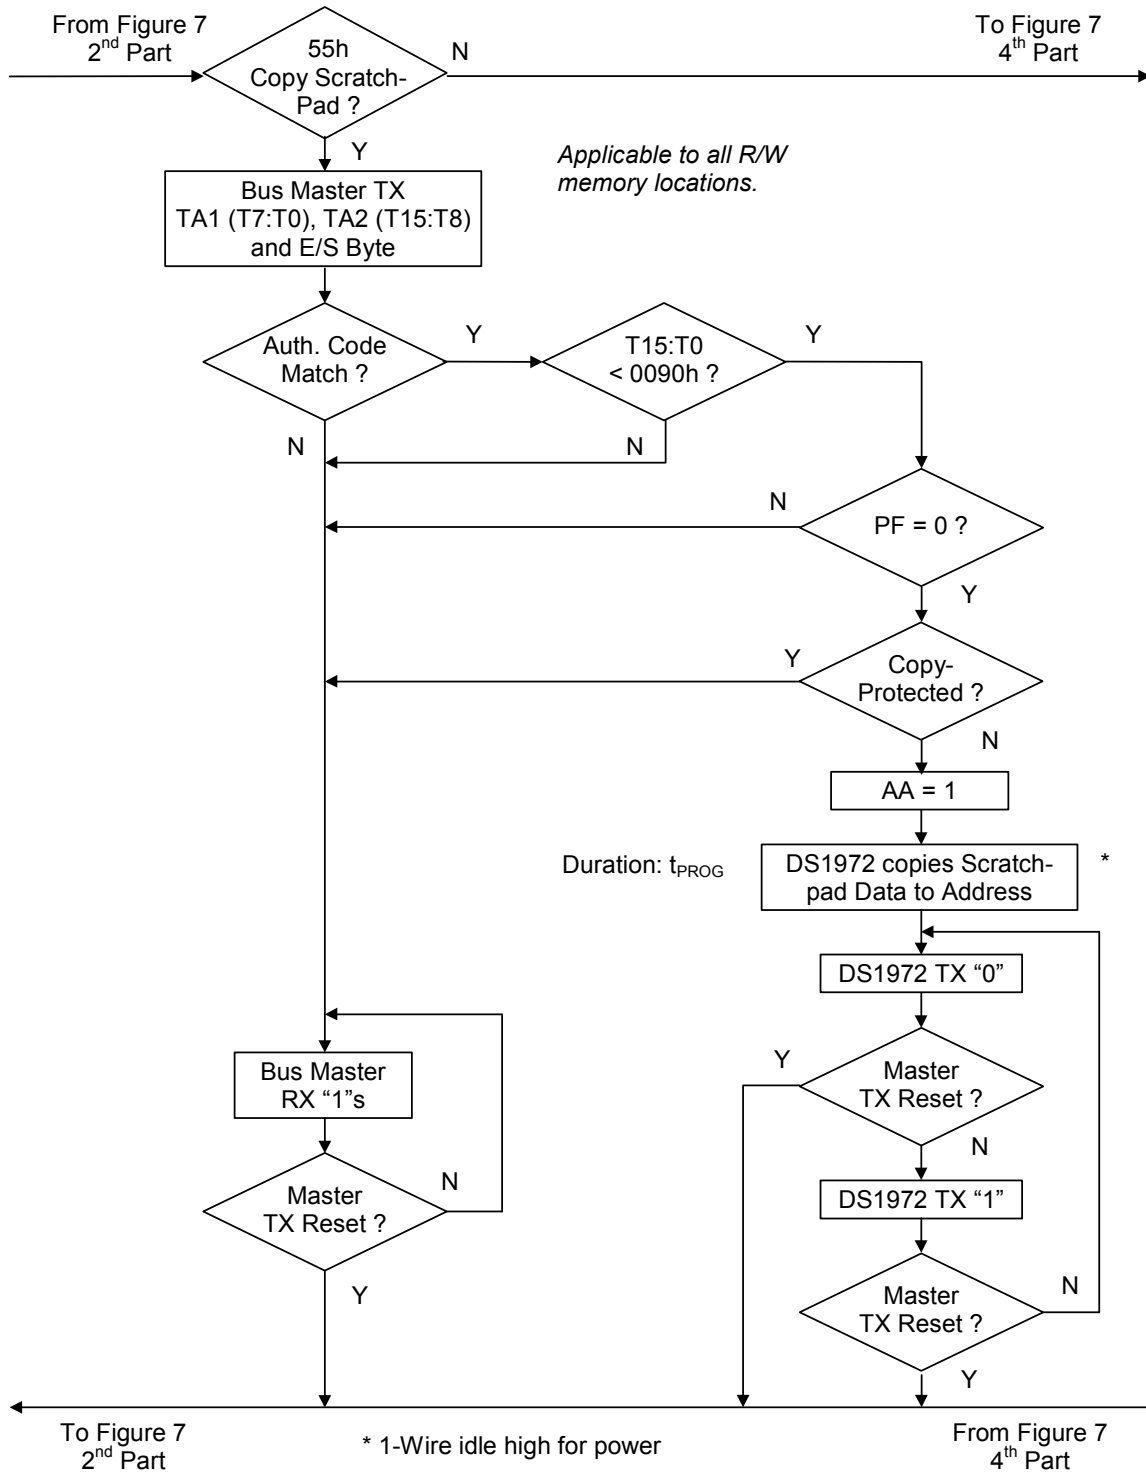 From Figure 7
2nd Part
55h
Copy Scratch-
Pad ?
N
To Figure 7
4th Part
Y
Applicable to all R/W
memory locations.
Bus Master TX
TA1 (T7:T0), TA2 (T15:T8)
and E/S Byte
Auth. Code
Match ?
Y
T15:T0
< 0090h ?
Y
N
N
N
PF = 0 ?
Y
Y
Copy-
Protected ?
N
AA = 1
Duration: tPROG
DS1972 copies Scratch-
pad Data to Address
*
DS1972 TX “0”
Y
Master
TX Reset ?
N
Bus Master
RX “1”s
DS1972 TX “1”
Master
TX Reset ?
N
Y
Master
TX Reset ?
N
Y
To Figure 7
2nd Part
* 1-Wire idle high for power
From Figure 7
4th Part